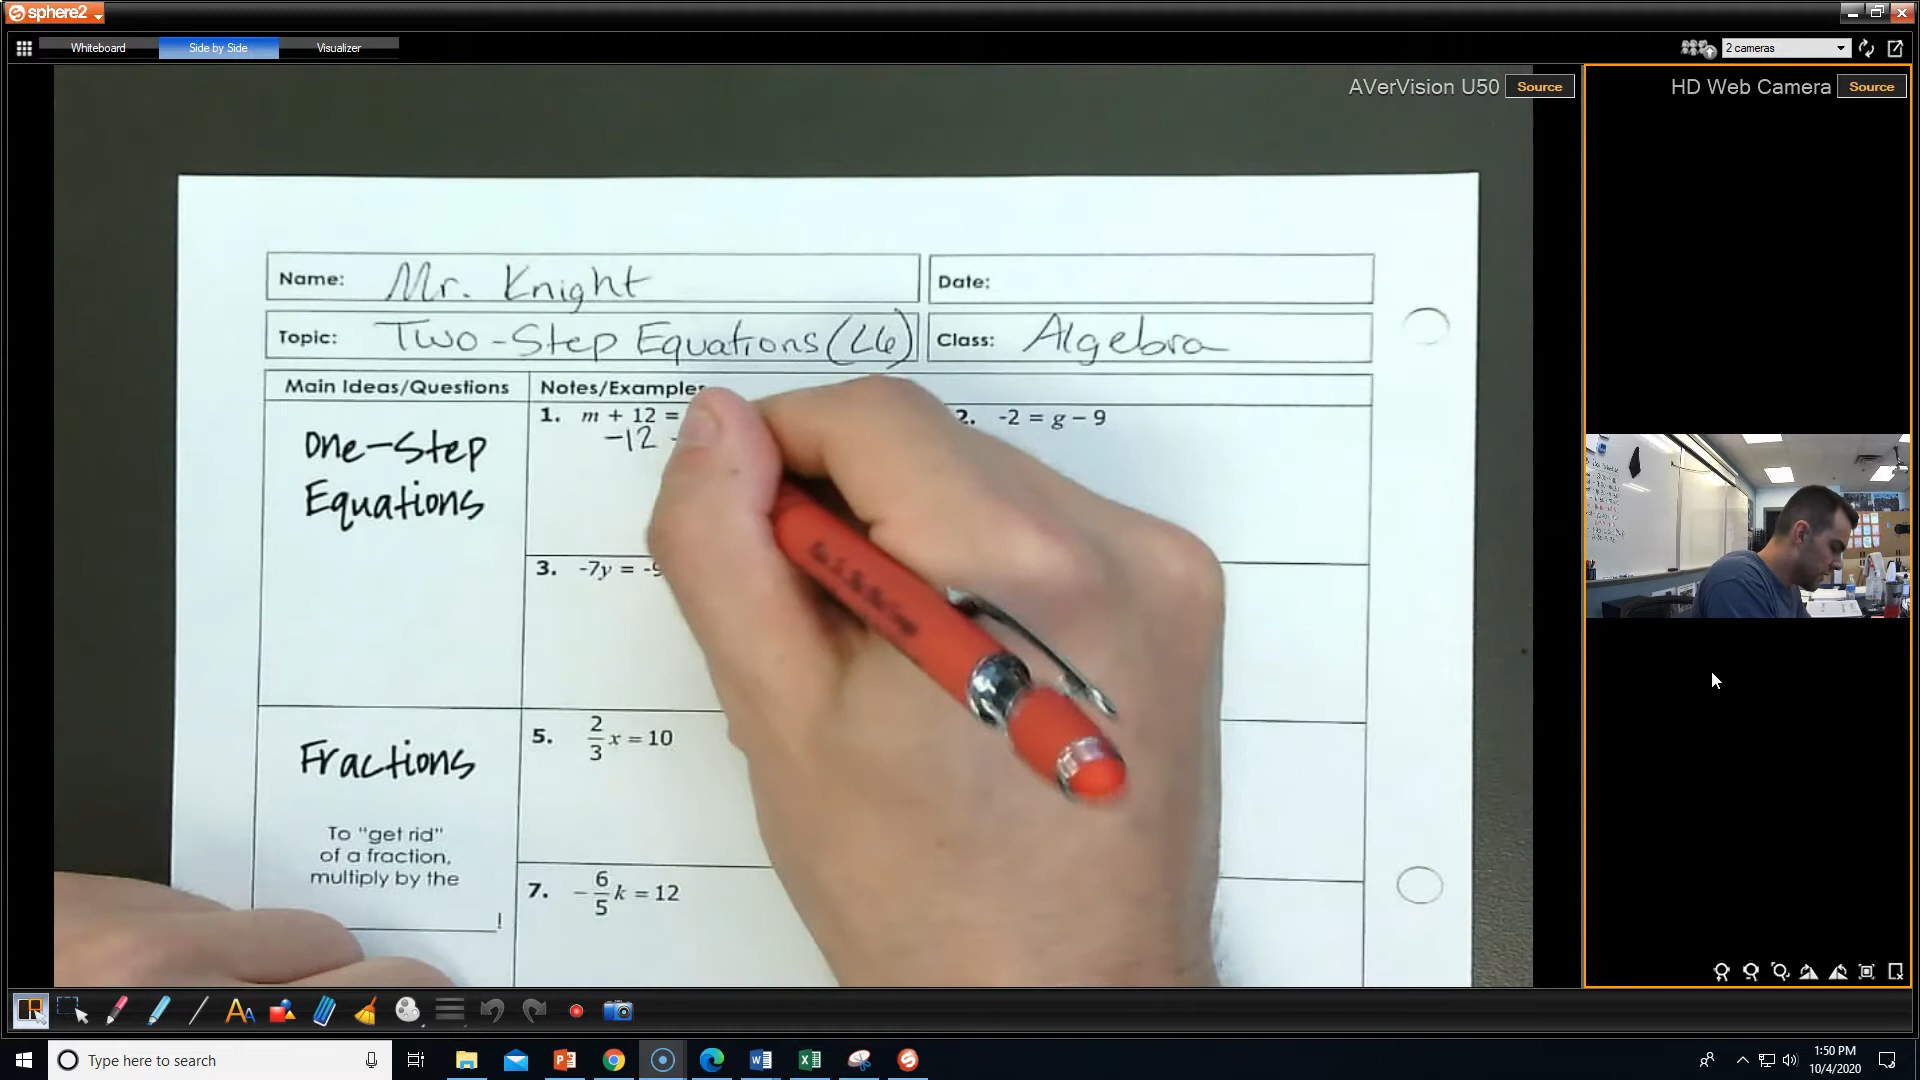 sphere2
Whiteboard
Side by Side
Visualizer
2 cameras
AVerVision U50
Source
HD Web Camera
Source
Name: Mr. Knight
Date:
Topic: Two-Step Equations (L6)
Class: Algebra
Main Ideas/Questions
Notes/Examples
One-Step
Equations
1. m + 12 =
-12 -
2. -2 = g - 9
3. -7y = -9
Fractions
To "get rid"
of a fraction,
multiply by the
!
5. 2/3 x = 10
7. -6/5 k = 12
Type here to search
1:50 PM
10/4/2020